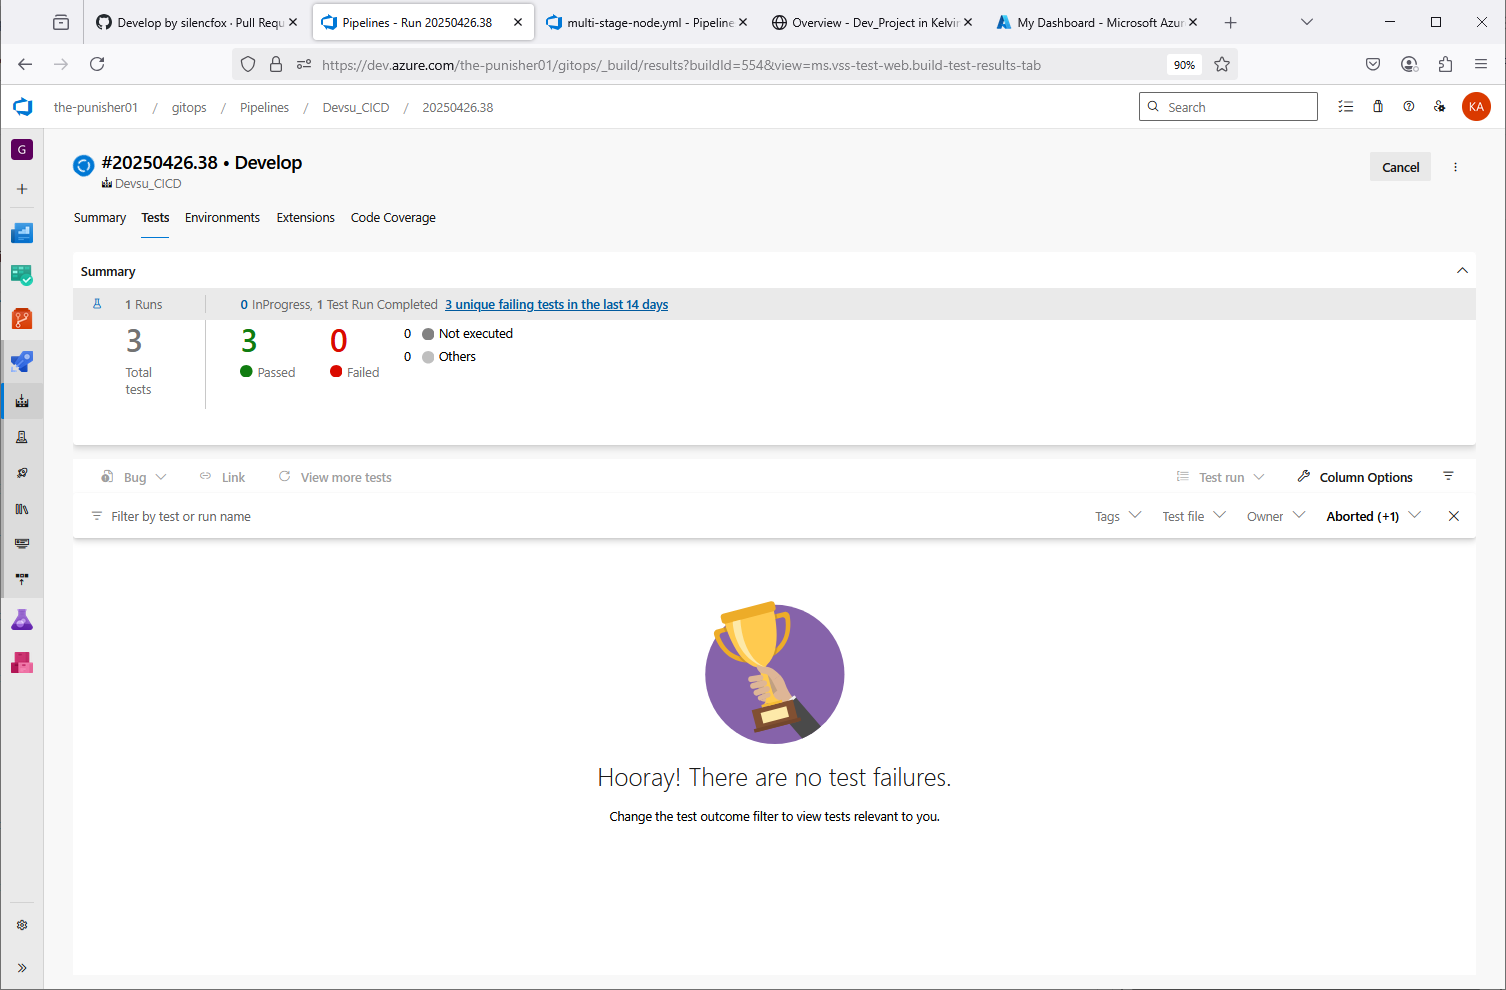 Develop by silencfox · Pull Requ
Pipelines - Run 20250426.38
multi-stage-node.yml - Pipeline
Overview - Dev_Project in Kelvin
My Dashboard - Microsoft Azur
https://dev.azure.com/the-punisher01/gitops/_build/results?buildId=554&view=ms.vss-test-web.build-test-results-tab
90%
the-punisher01 / gitops / Pipelines / Devsu_CICD / 20250426.38
Search
KA
G
#20250426.38 • Develop
Devsu_CICD
Cancel
Summary Tests Environments Extensions Code Coverage
Summary
1 Runs
0 InProgress, 1 Test Run Completed 3 unique failing tests in the last 14 days
3
Total
tests
3
Passed
0
Failed
0 Not executed
0 Others
Bug Link View more tests
Test run Column Options
Filter by test or run name
Tags Test file Owner Aborted (+1)
Hooray! There are no test failures.
Change the test outcome filter to view tests relevant to you.